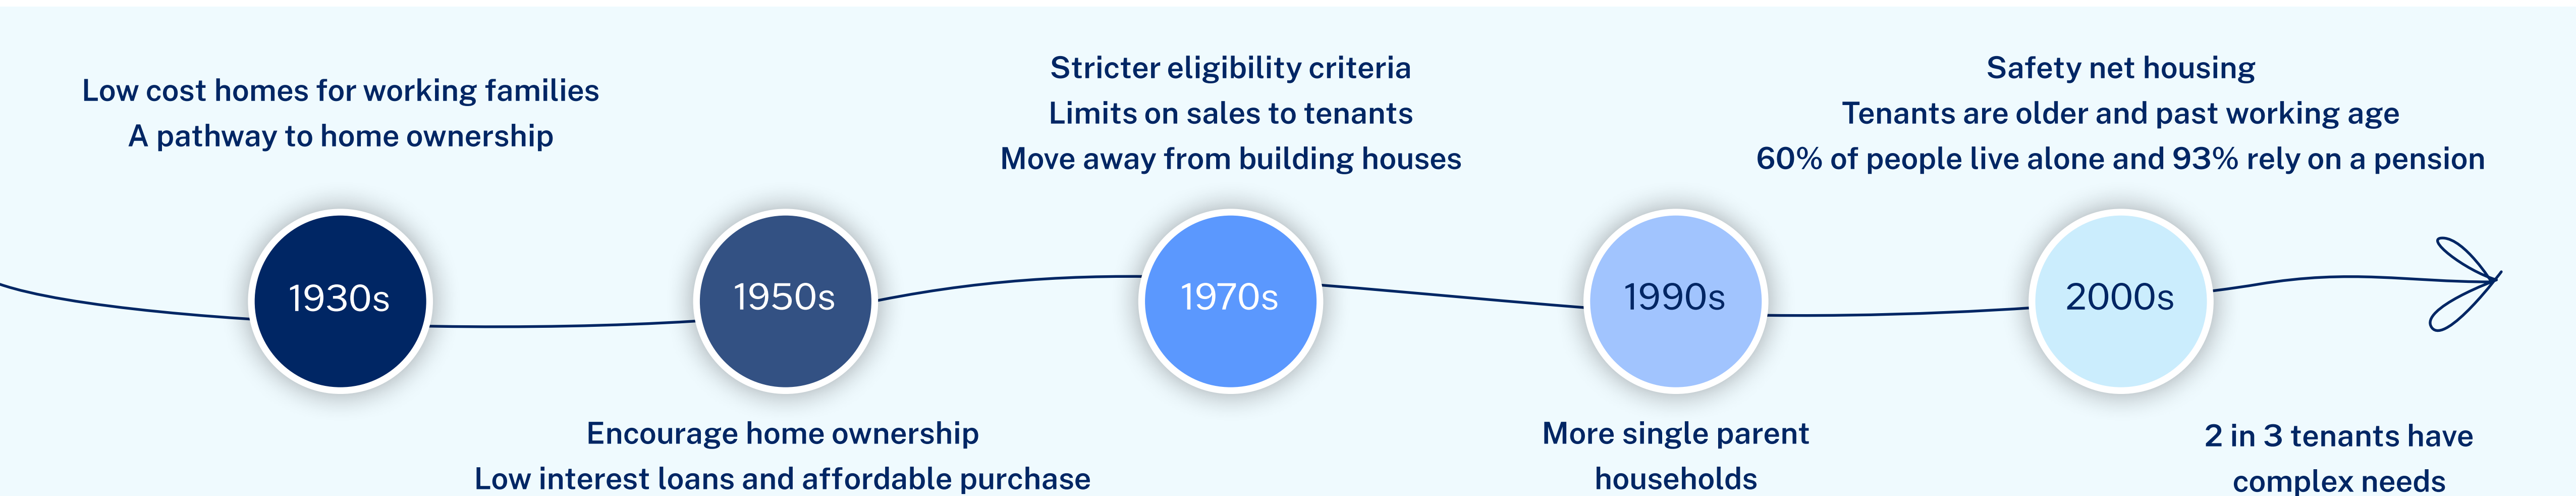 Low cost homes for working families
A pathway to home ownership
1930s
1950s
Encourage home ownership
Low interest loans and affordable purchase
Stricter eligibility criteria
Limits on sales to tenants
Move away from building houses
1970s
1990s
More single parent
households
Safety net housing
Tenants are older and past working age
60% of people live alone and 93% rely on a pension
2000s
2 in 3 tenants have
complex needs